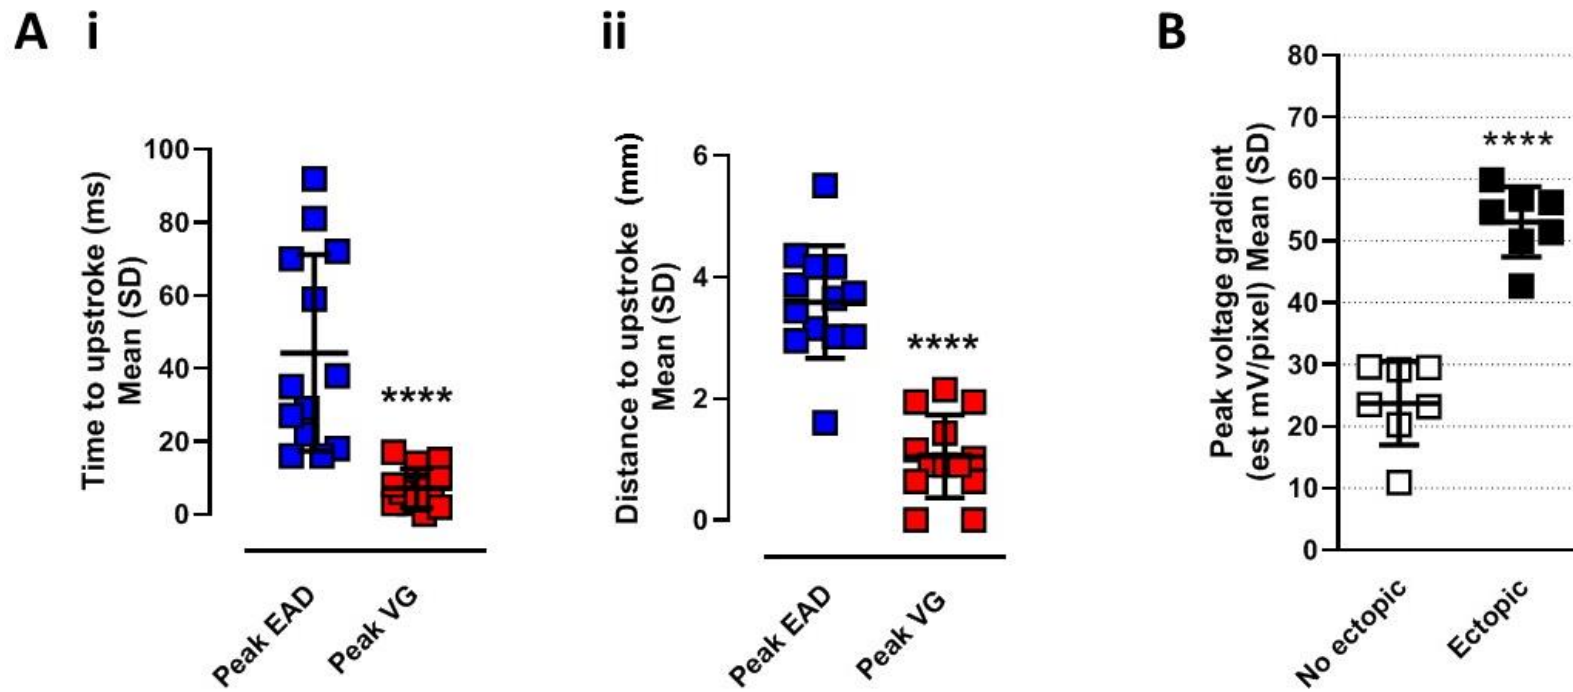 A i
ii
B
Time to upstroke (ms)
Mean (SD)
100
80
60
40
20
0
****
Peak EAD
Peak VG
Distance to upstroke (mm)
Mean (SD)
6
4
2
0
****
Peak EAD
Peak VG
Peak voltage gradient
(est mV/pixel) Mean (SD)
80
70
60
50
40
30
20
10
0
****
No ectopic
Ectopic